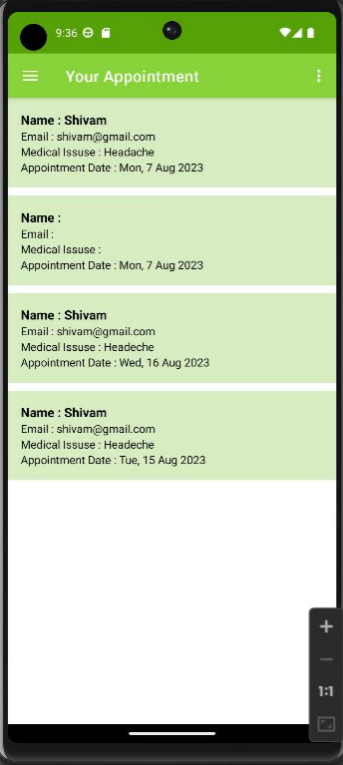 9:36
Your Appointment
Name : Shivam
Email : shivam@gmail.com
Medical Issuse : Headache
Appointment Date : Mon, 7 Aug 2023
Name :
Email :
Medical Issuse :
Appointment Date : Mon, 7 Aug 2023
Name : Shivam
Email : shivam@gmail.com
Medical Issuse : Headeche
Appointment Date : Wed, 16 Aug 2023
Name : Shivam
Email : shivam@gmail.com
Medical Issuse : Headeche
Appointment Date : Tue, 15 Aug 2023
1:1